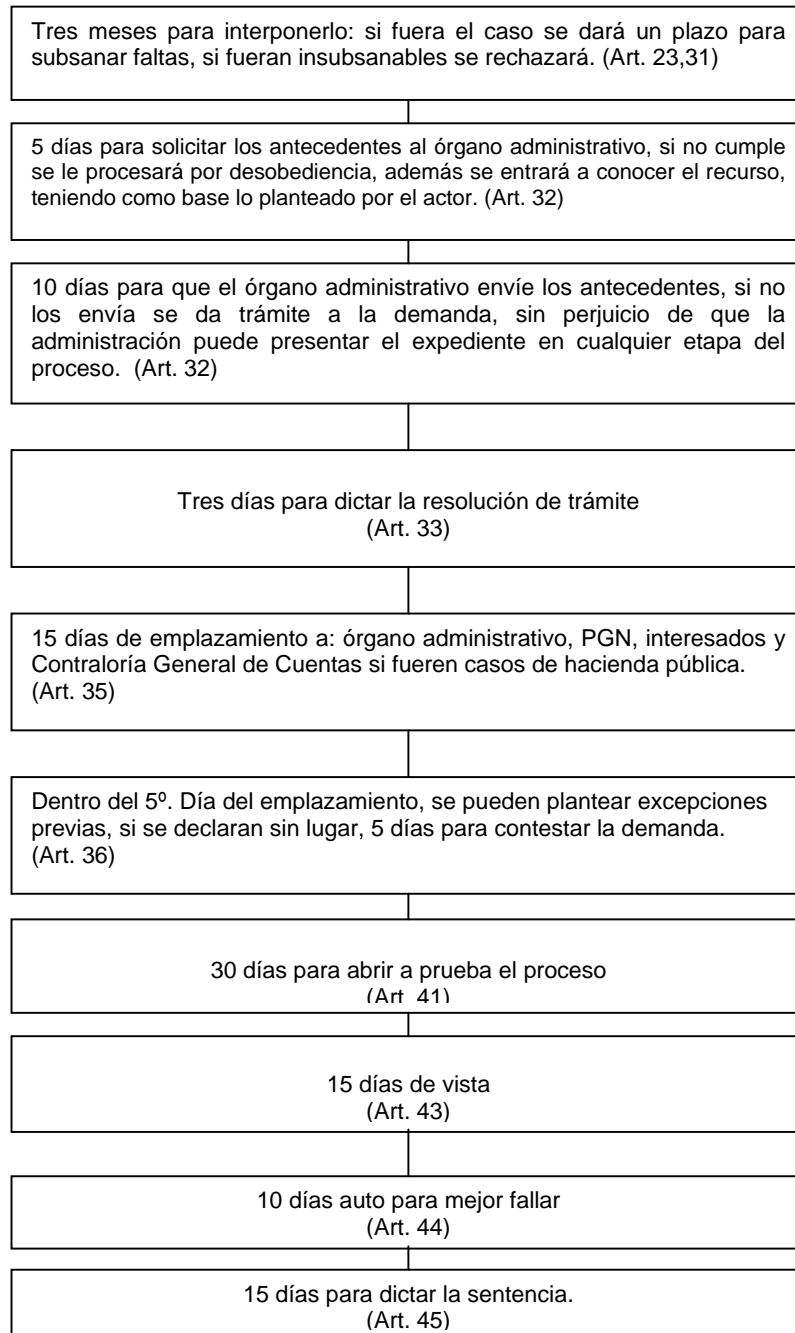 Tres meses para interponerlo: si fuera el caso se dará un plazo para
subsanar faltas, si fueran insubsanables se rechazará. (Art. 23,31)
5 días para solicitar los antecedentes al órgano administrativo, si no cumple
se le procesará por desobediencia, además se entrará a conocer el recurso,
teniendo como base lo planteado por el actor. (Art. 32)
10 días para que el órgano administrativo envíe los antecedentes, si no
los envía se da trámite a la demanda, sin perjuicio de que la
administración puede presentar el expediente en cualquier etapa del
proceso. (Art. 32)
Tres días para dictar la resolución de trámite
(Art. 33)
15 días de emplazamiento a: órgano administrativo, PGN, interesados y
Contraloría General de Cuentas si fueren casos de hacienda pública.
(Art. 35)
Dentro del 5º. Día del emplazamiento, se pueden plantear excepciones
previas, si se declaran sin lugar, 5 días para contestar la demanda.
(Art. 36)
30 días para abrir a prueba el proceso
(Art. 41)
15 días de vista
(Art. 43)
10 días auto para mejor fallar
(Art. 44)
15 días para dictar la sentencia.
(Art. 45)